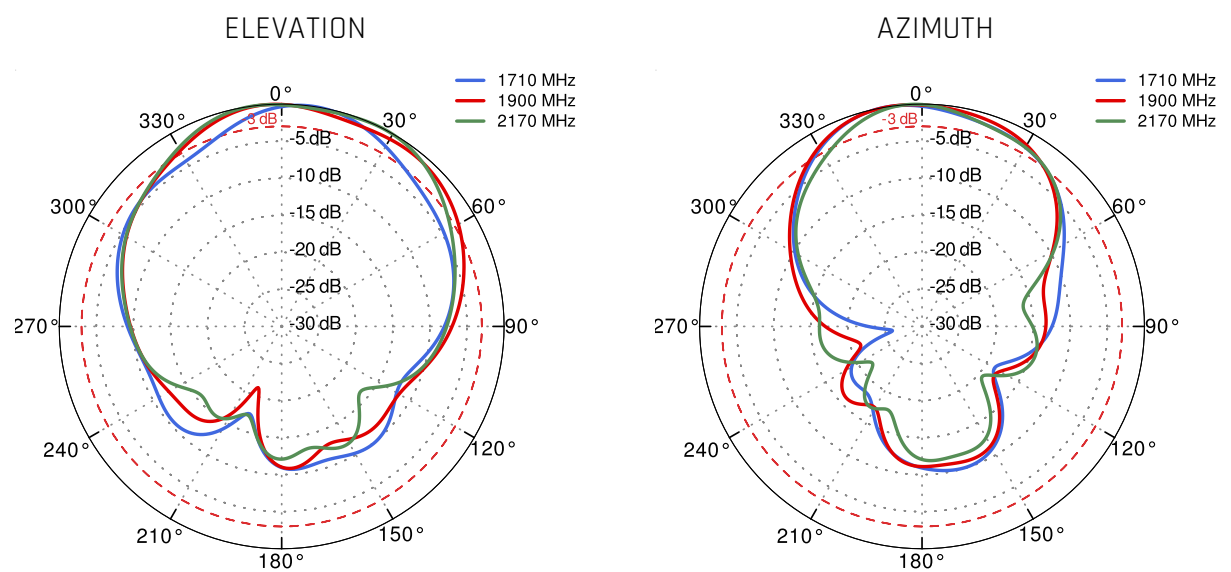 ELEVATION
1710 MHz
1900 MHz
2170 MHz
0°
30°
60°
90°
120°
150°
180°
210°
240°
270°
300°
330°
3 dB
-5 dB
-10 dB
-15 dB
-20 dB
-25 dB
-30 dB
AZIMUTH
1710 MHz
1900 MHz
2170 MHz
0°
30°
60°
90°
120°
150°
180°
210°
240°
270°
300°
330°
-3 dB
-5 dB
-10 dB
-15 dB
-20 dB
-25 dB
-30 dB